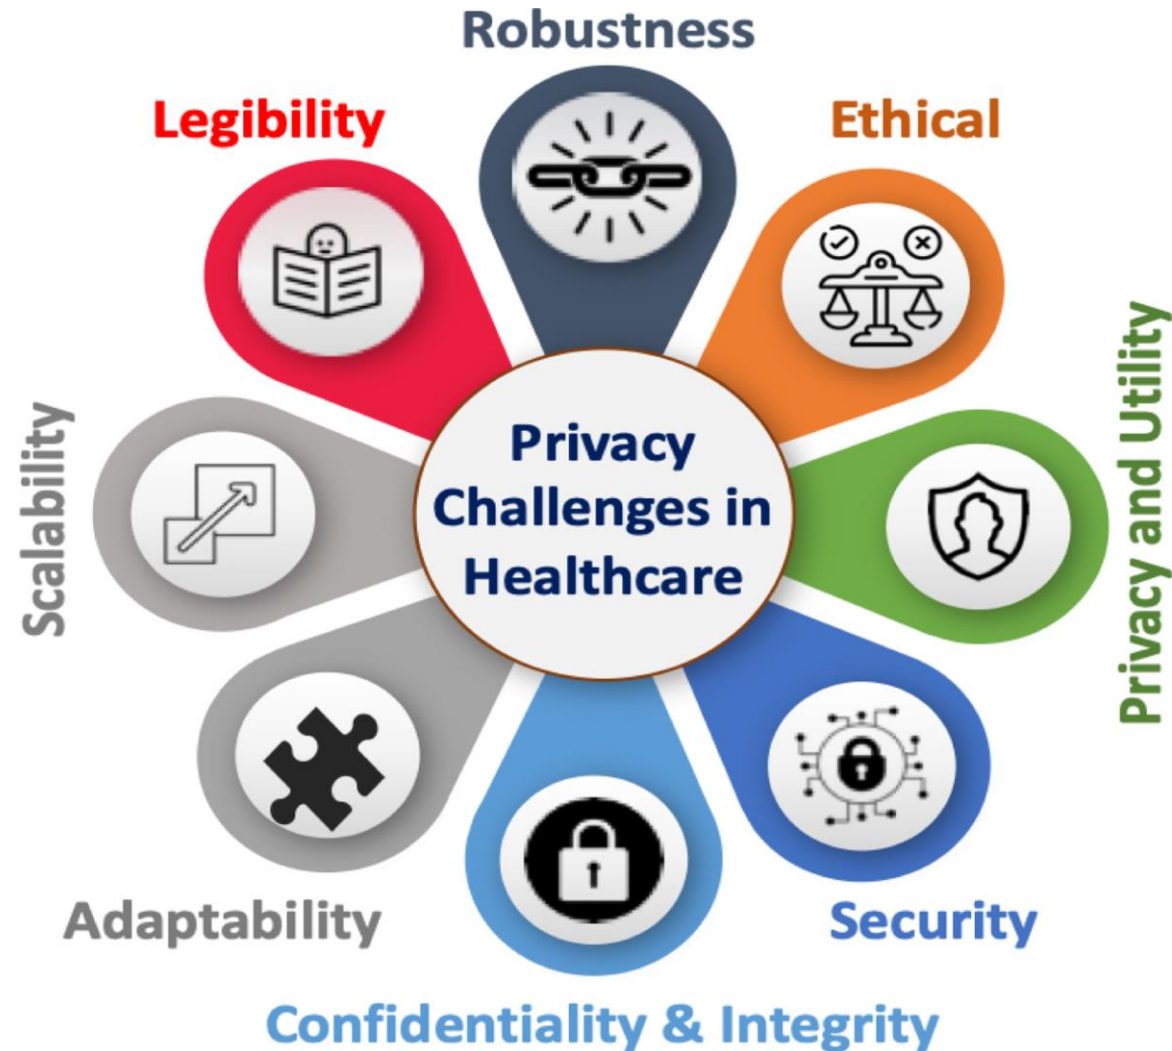 Robustness
Legibility
Ethical
Scalability
Privacy
Challenges in
Healthcare
Privacy and Utility
Adaptability
Security
Confidentiality & Integrity